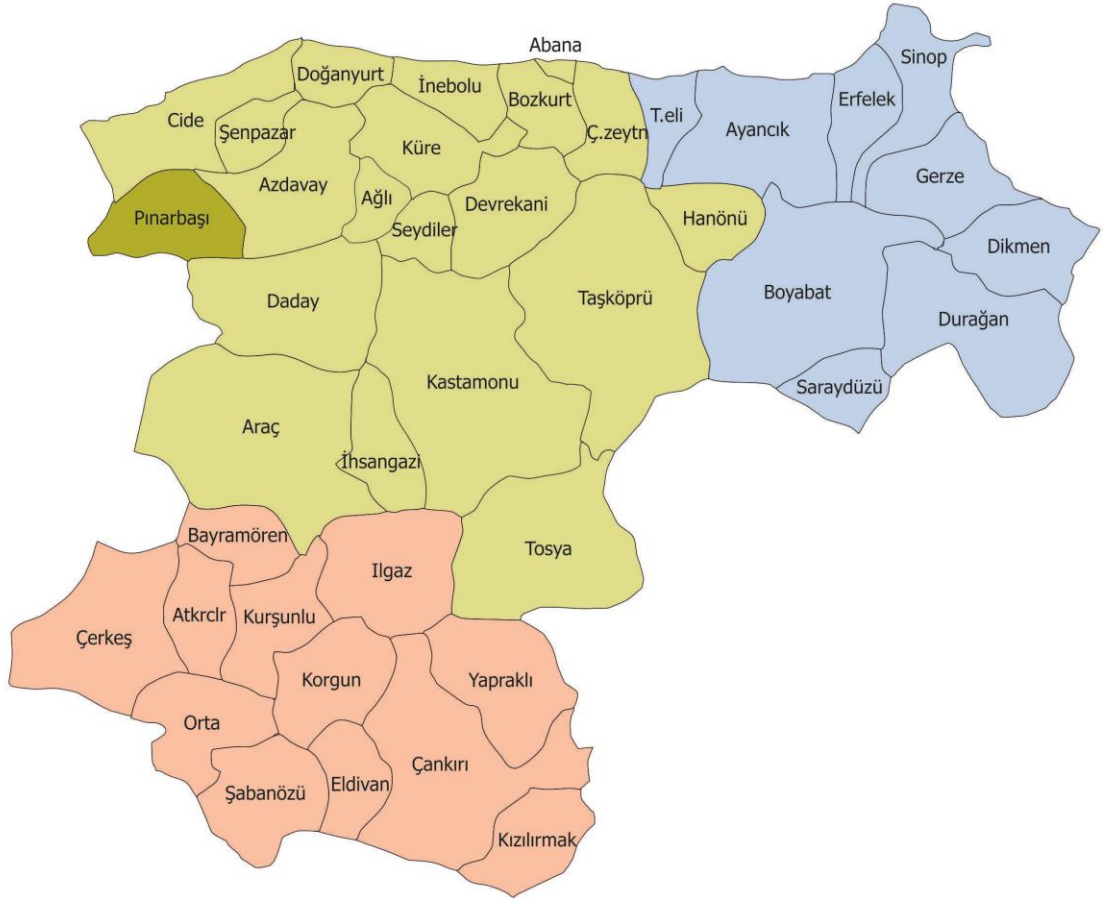 Abana
Sinop
Doğanyurt
İnebolu
Bozkurt
Erfelek
Cide
Şenpazar
Küre
Ç.zeytn
T.eli
Ayancık
Azdavay
Ağlı
Gerze
Pınarbaşı
Seydiler
Devrekani
Hanönü
Dikmen
Daday
Taşköprü
Boyabat
Durağan
Kastamonu
Saraydüzü
Araç
İhsangazi
Bayramören
Tosya
Ilgaz
Çerkeş
Atkrclr
Kurşunlu
Korgun
Yapraklı
Orta
Şabanözü
Eldivan
Çankırı
Kızılırmak